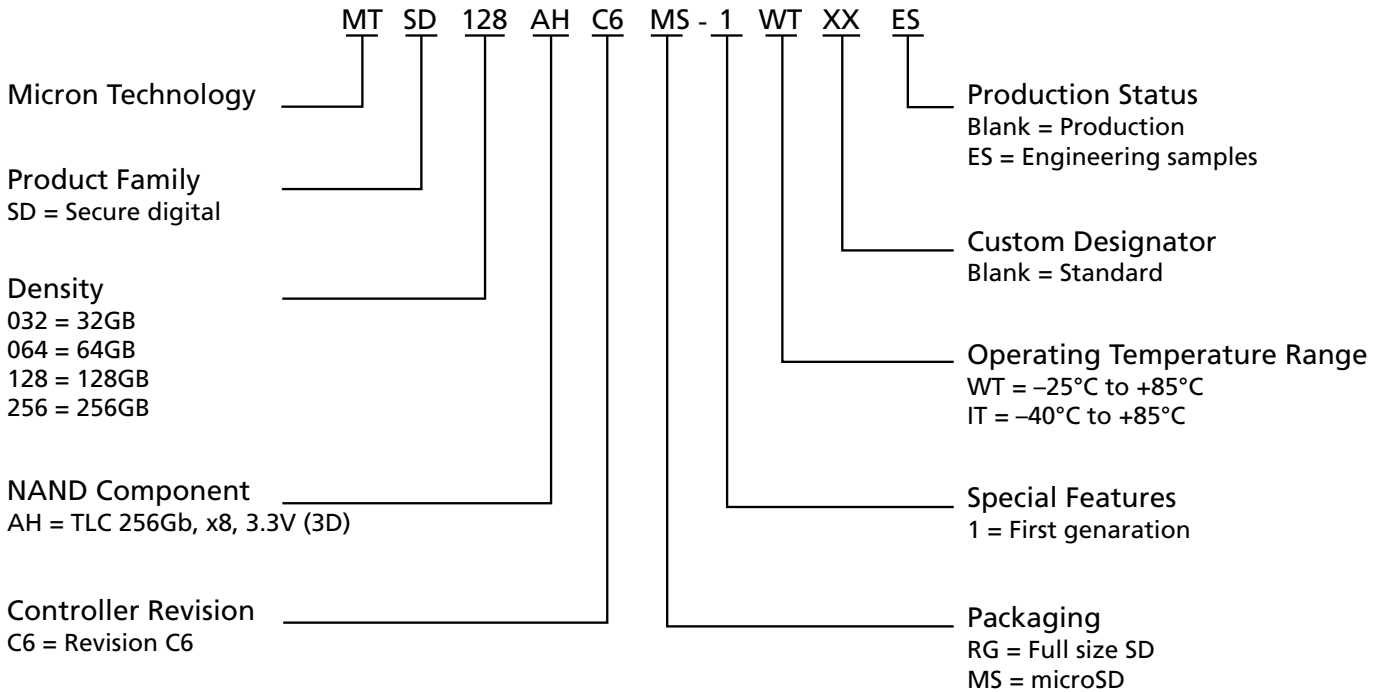 MT SD 128 AH C6 MS - 1 WT XX ES
Micron Technology
Product Family
SD = Secure digital
Density
032 = 32GB
064 = 64GB
128 = 128GB
256 = 256GB
NAND Component
AH = TLC 256Gb, x8, 3.3V (3D)
Controller Revision
C6 = Revision C6
Production Status
Blank = Production
ES = Engineering samples
Custom Designator
Blank = Standard
Operating Temperature Range
WT = –25°C to +85°C
IT = –40°C to +85°C
Special Features
1 = First genaration
Packaging
RG = Full size SD
MS = microSD